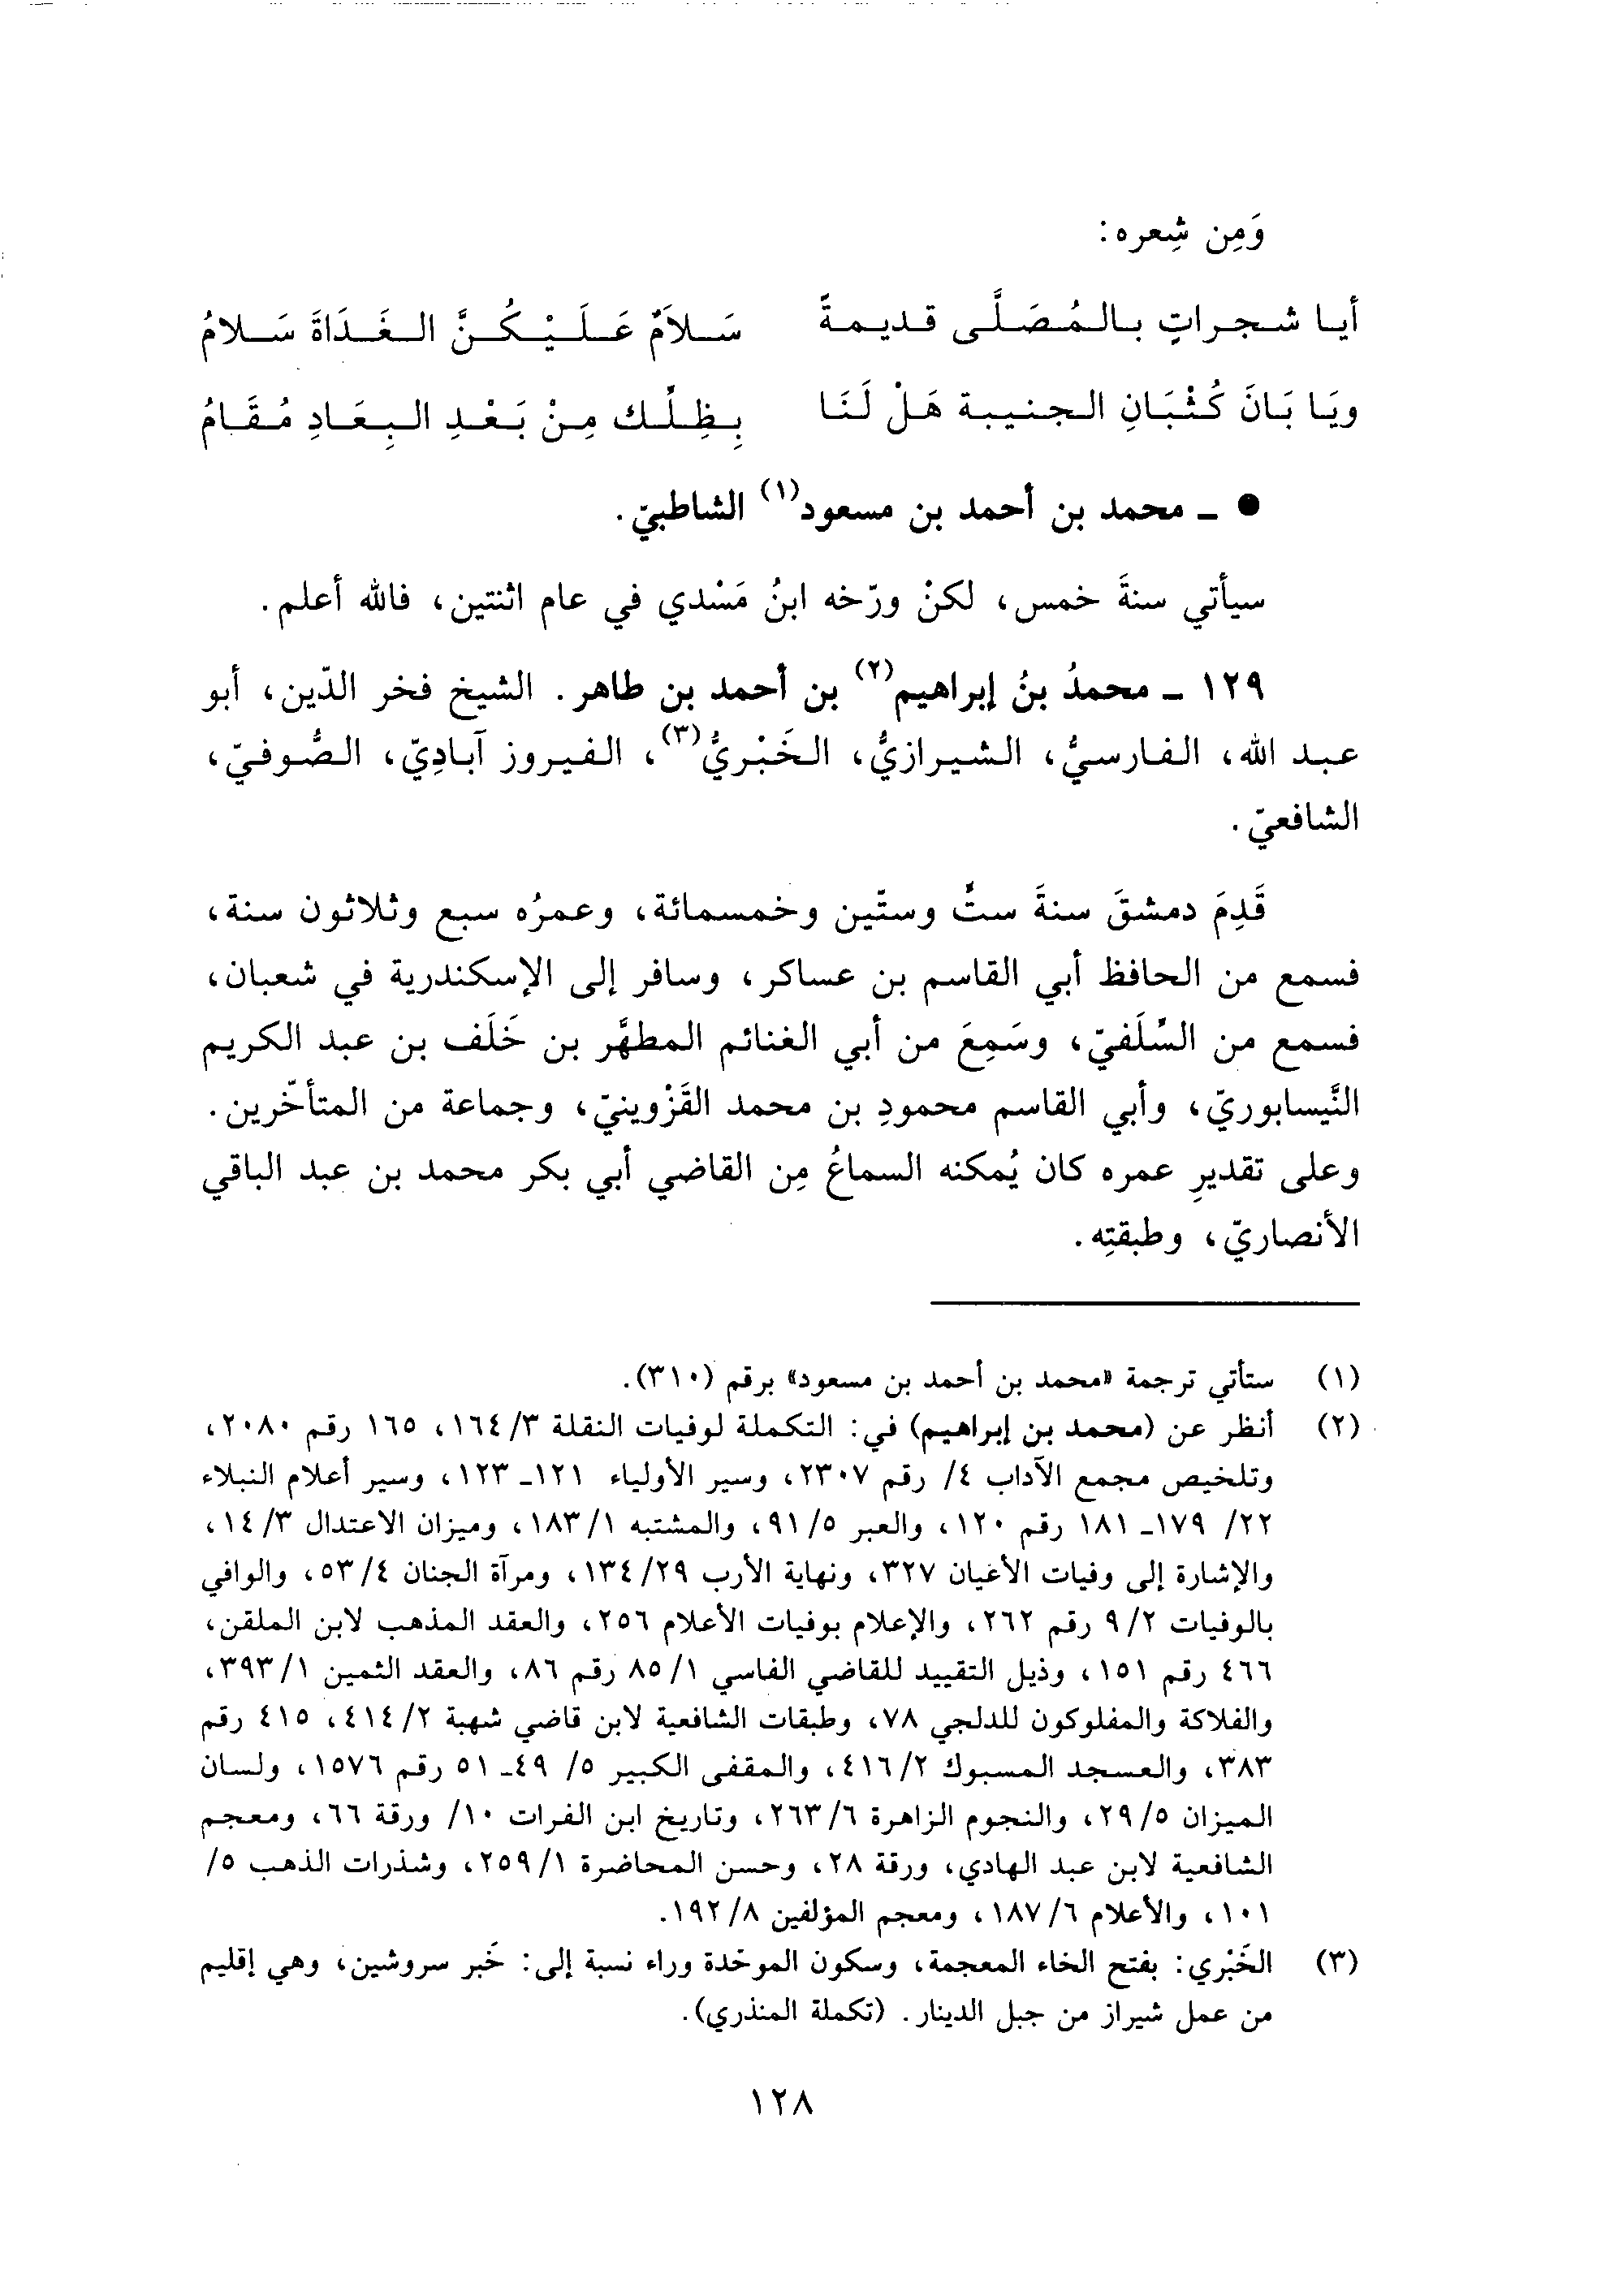 وَمِن شِعره:
أيا شجراتٍ بالمُصَلَّى قديمةً سَلاَمٌ عَلَيْكُنَّ الغَدَاةَ سَلامُ
ويَا بَانَ كُثْبَانِ الجنيبة هَلْ لَنَا بِظِلِّك مِنْ بَعْدِ البِعَادِ مُقَامُ
● ـ محمد بن أحمد بن مسعود(١) الشاطبيّ.
سيأتي سنةَ خمس، لكنْ ورّخه ابنُ مَسْدي في عام اثنتين، فالله أعلم.
١٢٩ ـ محمدُ بنُ إبراهيم(٢) بن أحمد بن طاهر. الشيخ فخر الدّين، أبو
عبد الله، الفارسيُّ، الشيرازيُّ، الخَبْريُّ(٣)، الفيروز آبادِيّ، الصُّوفيّ،
الشافعيّ.
قَدِمَ دمشقَ سنةَ ستٌّ وستّين وخمسمائة، وعمرُه سبع وثلاثون سنة،
فسمع من الحافظ أبي القاسم بن عساكر، وسافر إلى الإسكندرية في شعبان،
فسمع من السِّلَفيّ، وسَمِعَ من أبي الغنائم المطهَّر بن خَلَف بن عبد الكريم
النَّيسابوريّ، وأبي القاسم محمودِ بن محمد القَزْوينيّ، وجماعة من المتأخّرين.
وعلى تقديرِ عمره كان يُمكنه السماعُ مِن القاضي أبي بكر محمد بن عبد الباقي
الأنصاريّ، وطبقتِه.
(١) ستأتي ترجمة «محمد بن أحمد بن مسعود» برقم (٣١٠).
(٢) أنظر عن (محمد بن إبراهيم) في: التكملة لوفيات النقلة ٣/ ١٦٤، ١٦٥ رقم ٢٠٨٠،
وتلخيص مجمع الآداب ٤/ رقم ٢٣٠٧، وسير الأولياء ١٢١ـ ١٢٣، وسير أعلام النبلاء
٢٢/ ١٧٩ـ ١٨١ رقم ١٢٠، والعبر ٥/ ٩١، والمشتبه ١/ ١٨٣، وميزان الاعتدال ٣/ ١٤،
والإشارة إلى وفيات الأعيان ٣٢٧، ونهاية الأرب ٢٩/ ١٣٤، ومرآة الجنان ٤/ ٥٣، والوافي
بالوفيات ٢/ ٩ رقم ٢٦٢، والإعلام بوفيات الأعلام ٢٥٦، والعقد المذهب لابن الملقن،
٤٦٦ رقم ١٥١، وذيل التقييد للقاضي الفاسي ١/ ٨٥ رقم ٨٦، والعقد الثمين ١/ ٣٩٣،
والفلاكة والمفلوكون للدلجي ٧٨، وطبقات الشافعية لابن قاضي شهبة ٢/ ٤١٤، ٤١٥ رقم
٣٨٣، والعسجد المسبوك ٢/ ٤١٦، والمقفى الكبير ٥/ ٤٩ـ ٥١ رقم ١٥٧٦، ولسان
الميزان ٥/ ٢٩، والنجوم الزاهرة ٦/ ٢٦٣، وتاريخ ابن الفرات ١٠/ ورقة ٦٦، ومعجم
الشافعية لابن عبد الهادي، ورقة ٢٨، وحسن المحاضرة ١/ ٢٥٩، وشذرات الذهب ٥/
١٠١، والأعلام ٦/ ١٨٧، ومعجم المؤلفين ٨/ ١٩٢.
(٣) الخَبْري: بفتح الخاء المعجمة، وسكون الموحّدة وراء نسبة إلى: خَبر سروشين، وهي إقليم
من عمل شيراز من جبل الدينار. (تكملة المنذري).
١٢٨